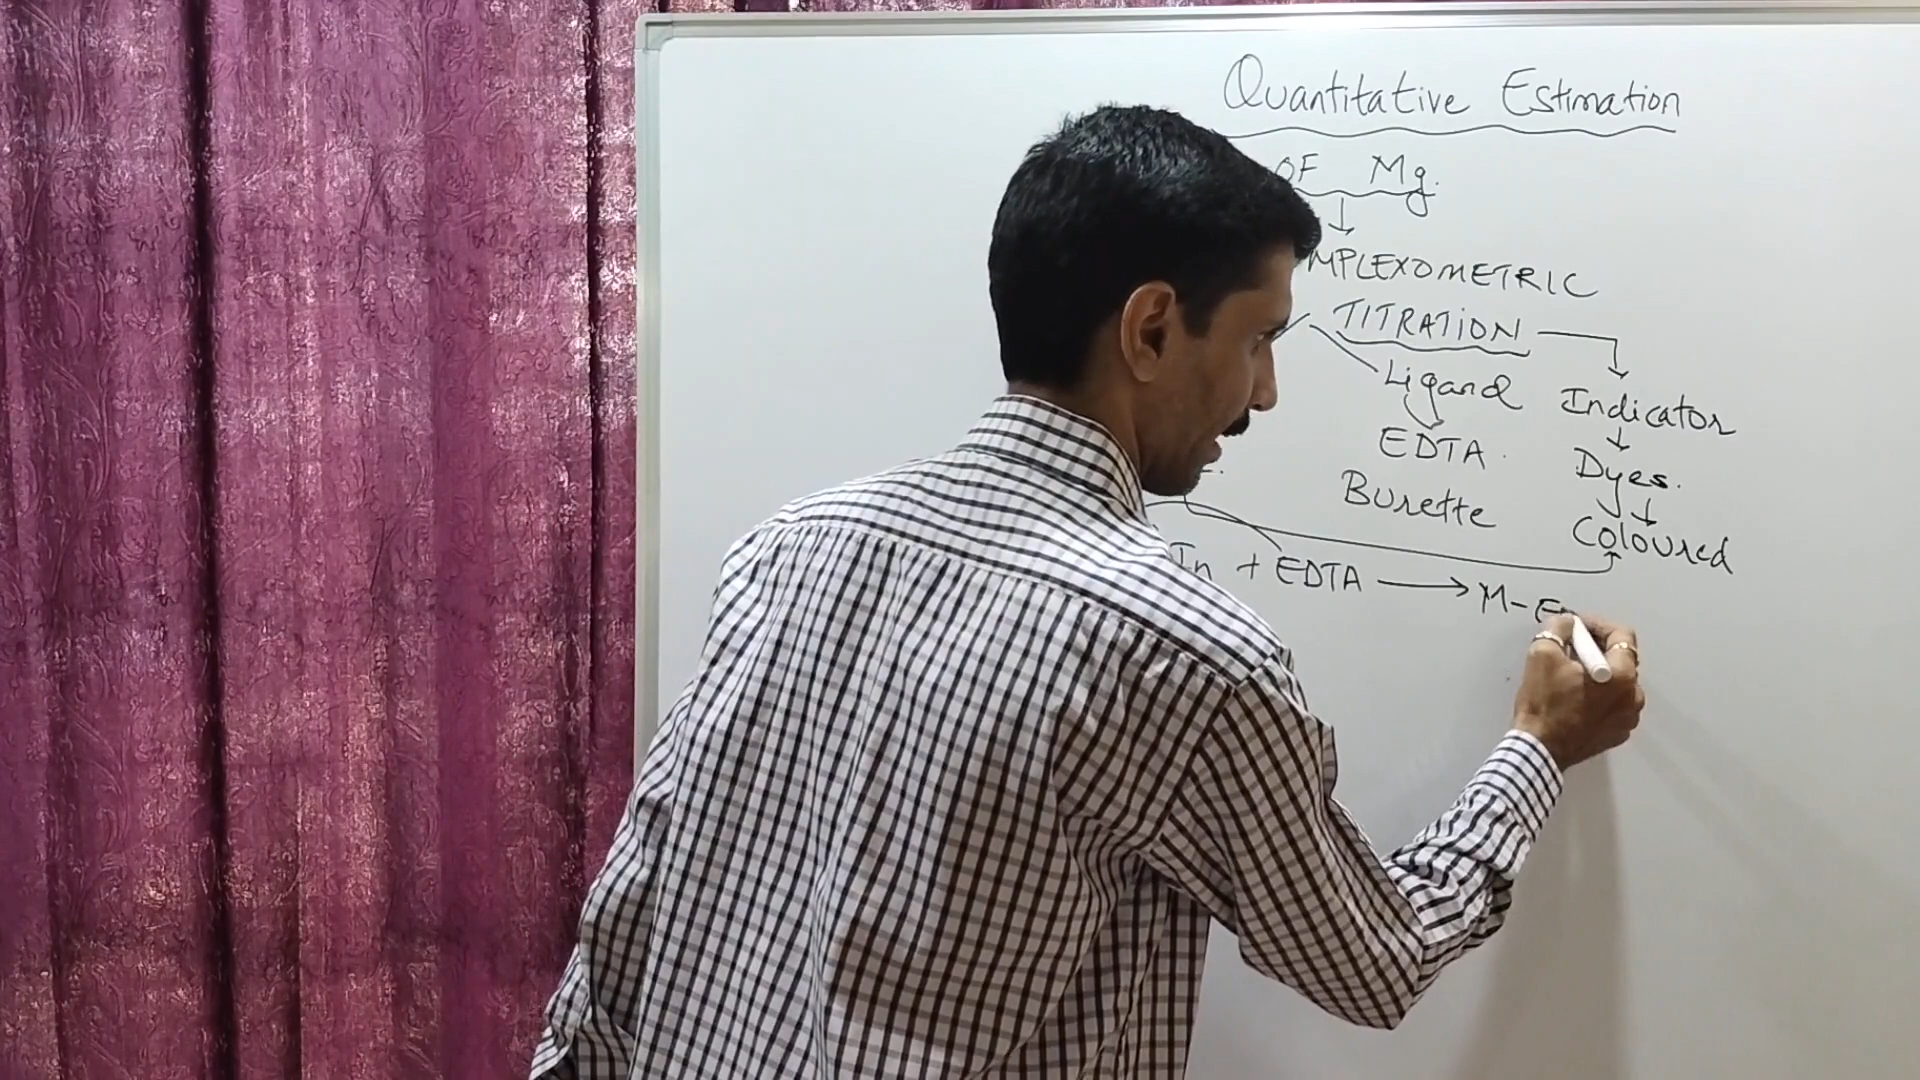 Quantitative Estimation
OF Mg.
↓
MPLEXOMETRIC
TITRATION
Ligand
EDTA.
Burette
Indicator
↓
Dyes.
↓
Coloured
In + EDTA → M-E